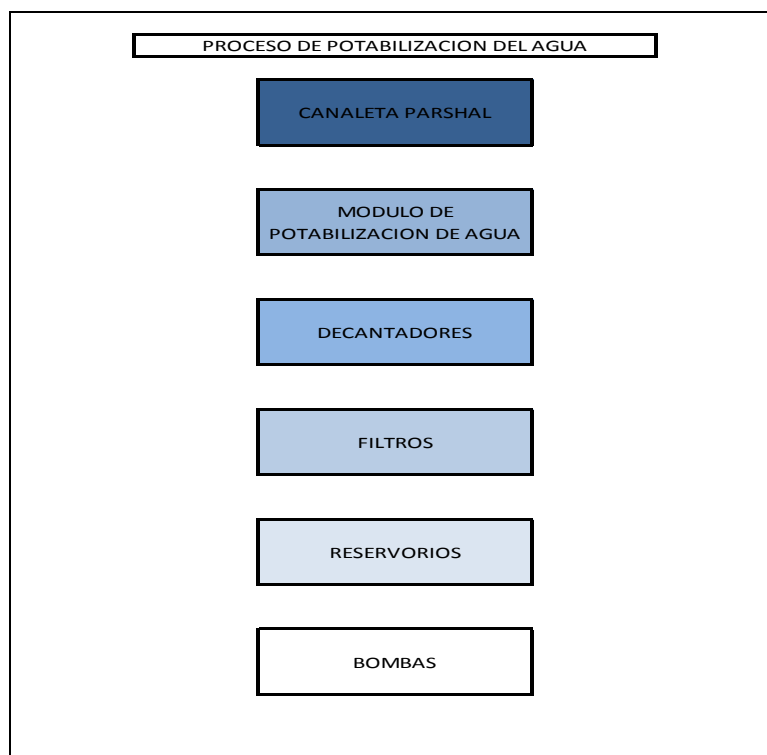 PROCESO DE POTABILIZACION DEL AGUA
CANALETA PARSHAL
MODULO DE
POTABILIZACION DE AGUA
DECANTADORES
FILTROS
RESERVORIOS
BOMBAS